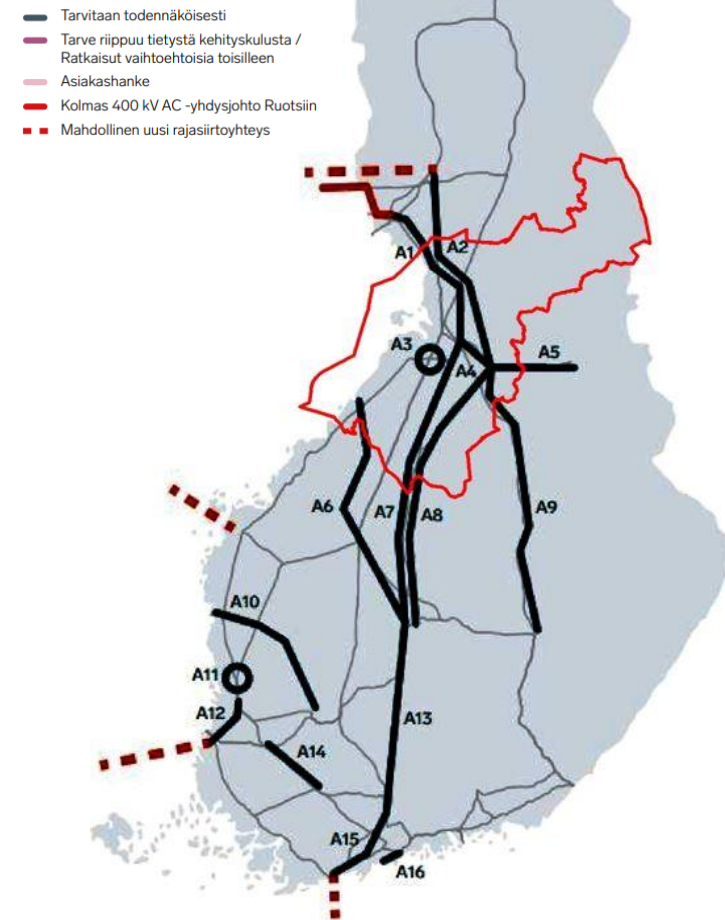 Tarvitaan todennäköisesti
Tarve riippuu tietystä kehityskulusta /
Ratkaisut vaihtoehtoisia toisilleen
Asiakashanke
Kolmas 400 kV AC -yhdysjohto Ruotsiin
Mahdollinen uusi rajasiirtoyhteys
A1
A2
A3
A4
A5
A6
A7
A8
A9
A10
A11
A12
A13
A14
A15
A16